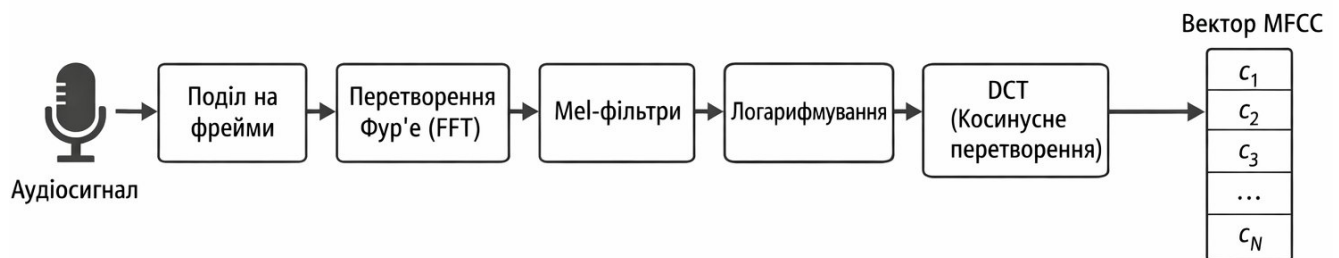 Вектор MFCC
Аудіосигнал
Поділ на
фрейми
Перетворення
Фур'е (FFT)
Mel-фільтри
Логарифмування
DCT
(Косинусне
перетворення)
c1
c2
c3
...
cN